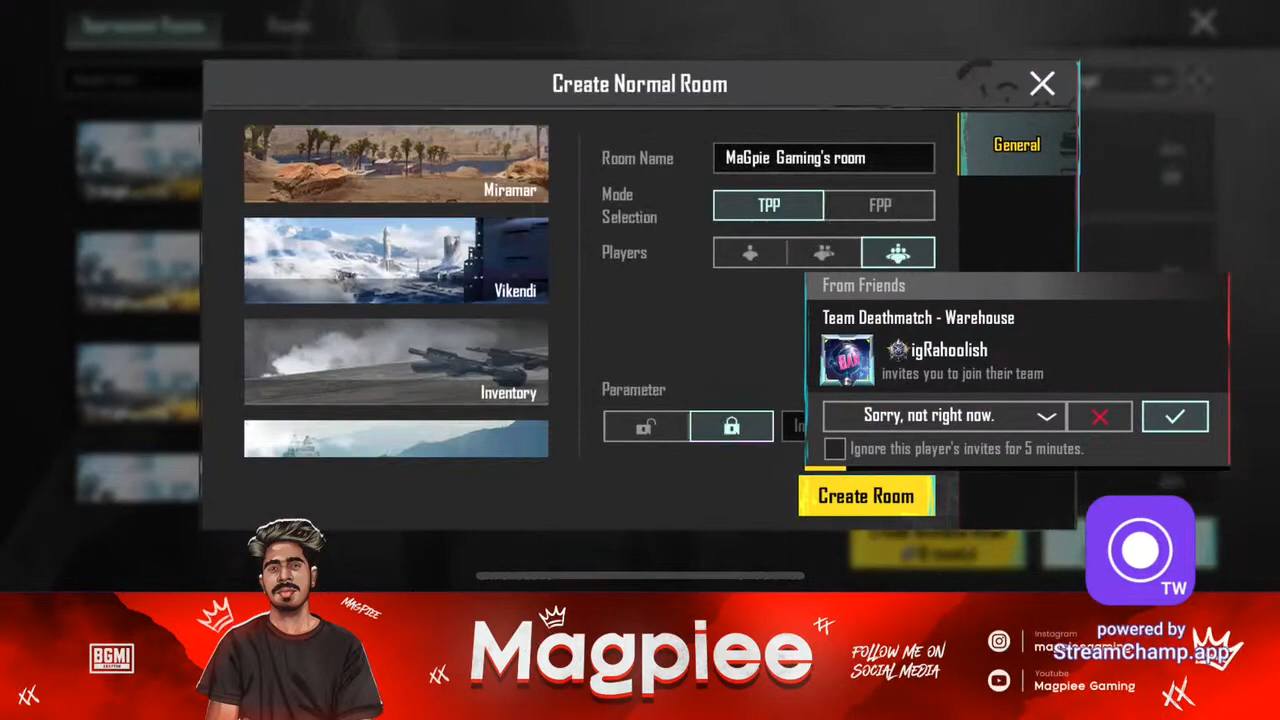 Create Normal Room
Miramar
Vikendi
Inventory
Room Name
MaGpie Gaming's room
Mode
Selection
TPP
FPP
Players
Parameter
General
From Friends
Team Deathmatch - Warehouse
igRahoolish
invites you to join their team
Sorry, not right now.
Ignore this player's invites for 5 minutes.
Create Room
TW
powered by
StreamChamp.app
BGMI
MAGPIEE
Magpiee
FOLLOW ME ON
SOCIAL MEDIA
Instagram
Youtube
Magpiee Gaming